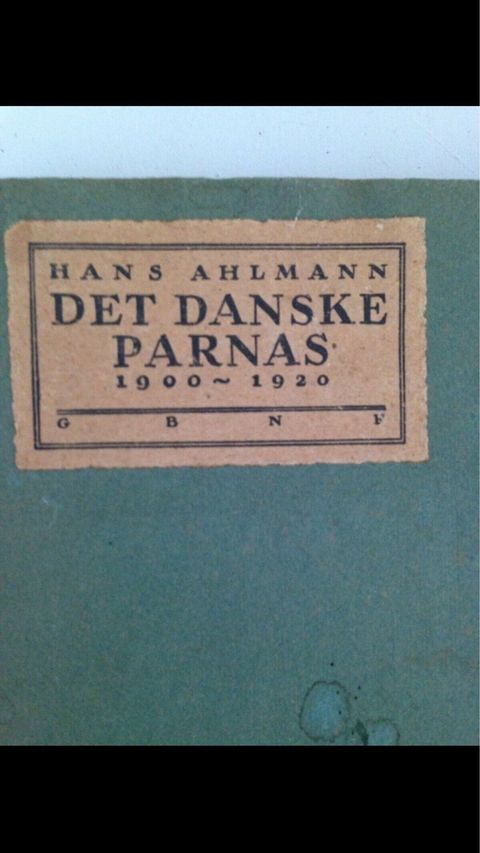 HANS AHLMANN
DET DANSKE
PARNAS
1900~1920
G B N F